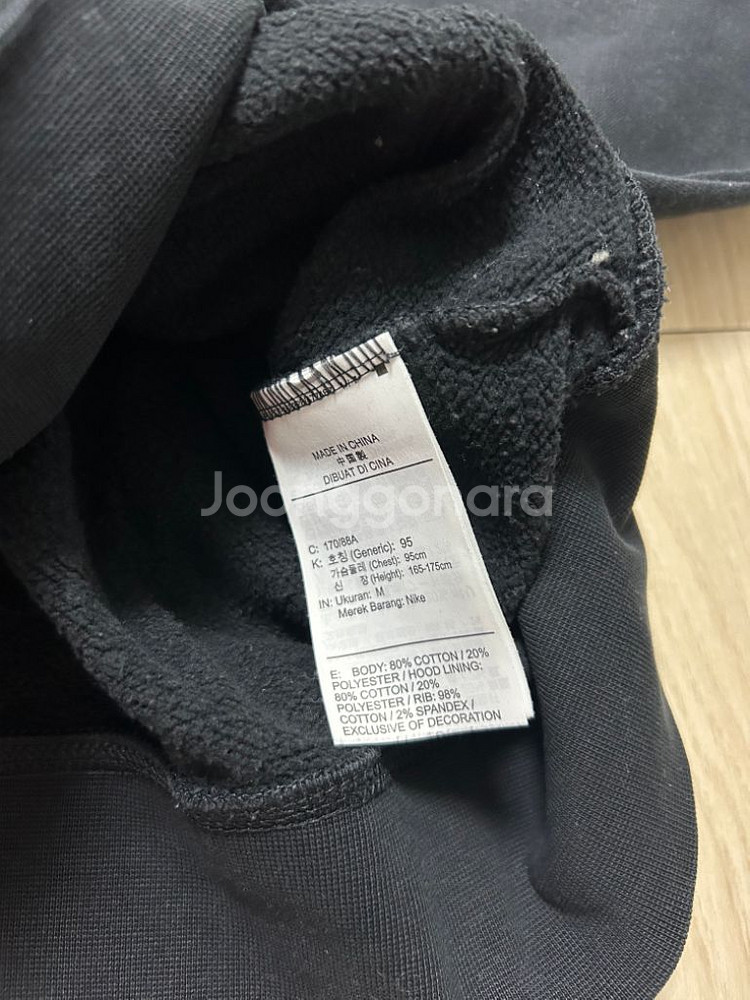 MADE IN CHINA
中国製
DIBUAT DI CINA
Joonggonara
C: 170/88A
K: 호칭 (Generic): 95
가슴둘레 (Chest): 95cm
신 장 (Height): 165-175cm
IN: Ukuran: M
Merek Barang: Nike
E: BODY: 80% COTTON / 20%
POLYESTER / HOOD LINING:
80% COTTON / 20%
POLYESTER / RIB: 98%
COTTON / 2% SPANDEX /
EXCLUSIVE OF DECORATION